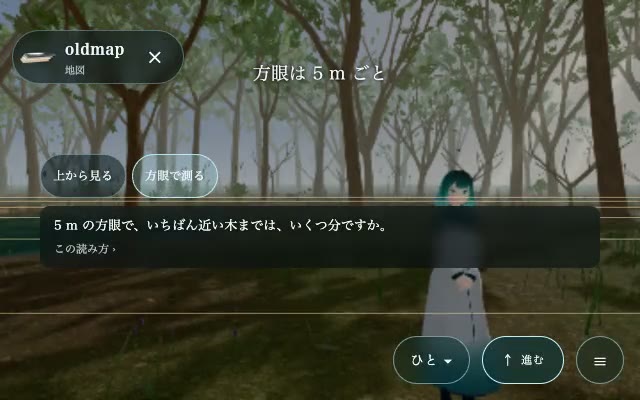 oldmap
地図
方眼は 5 m ごと
上から見る
方眼で測る
5 m の方眼で、いちばん近い木までは、いくつ分ですか。
この読み方 ›
ひと
↑ 進む